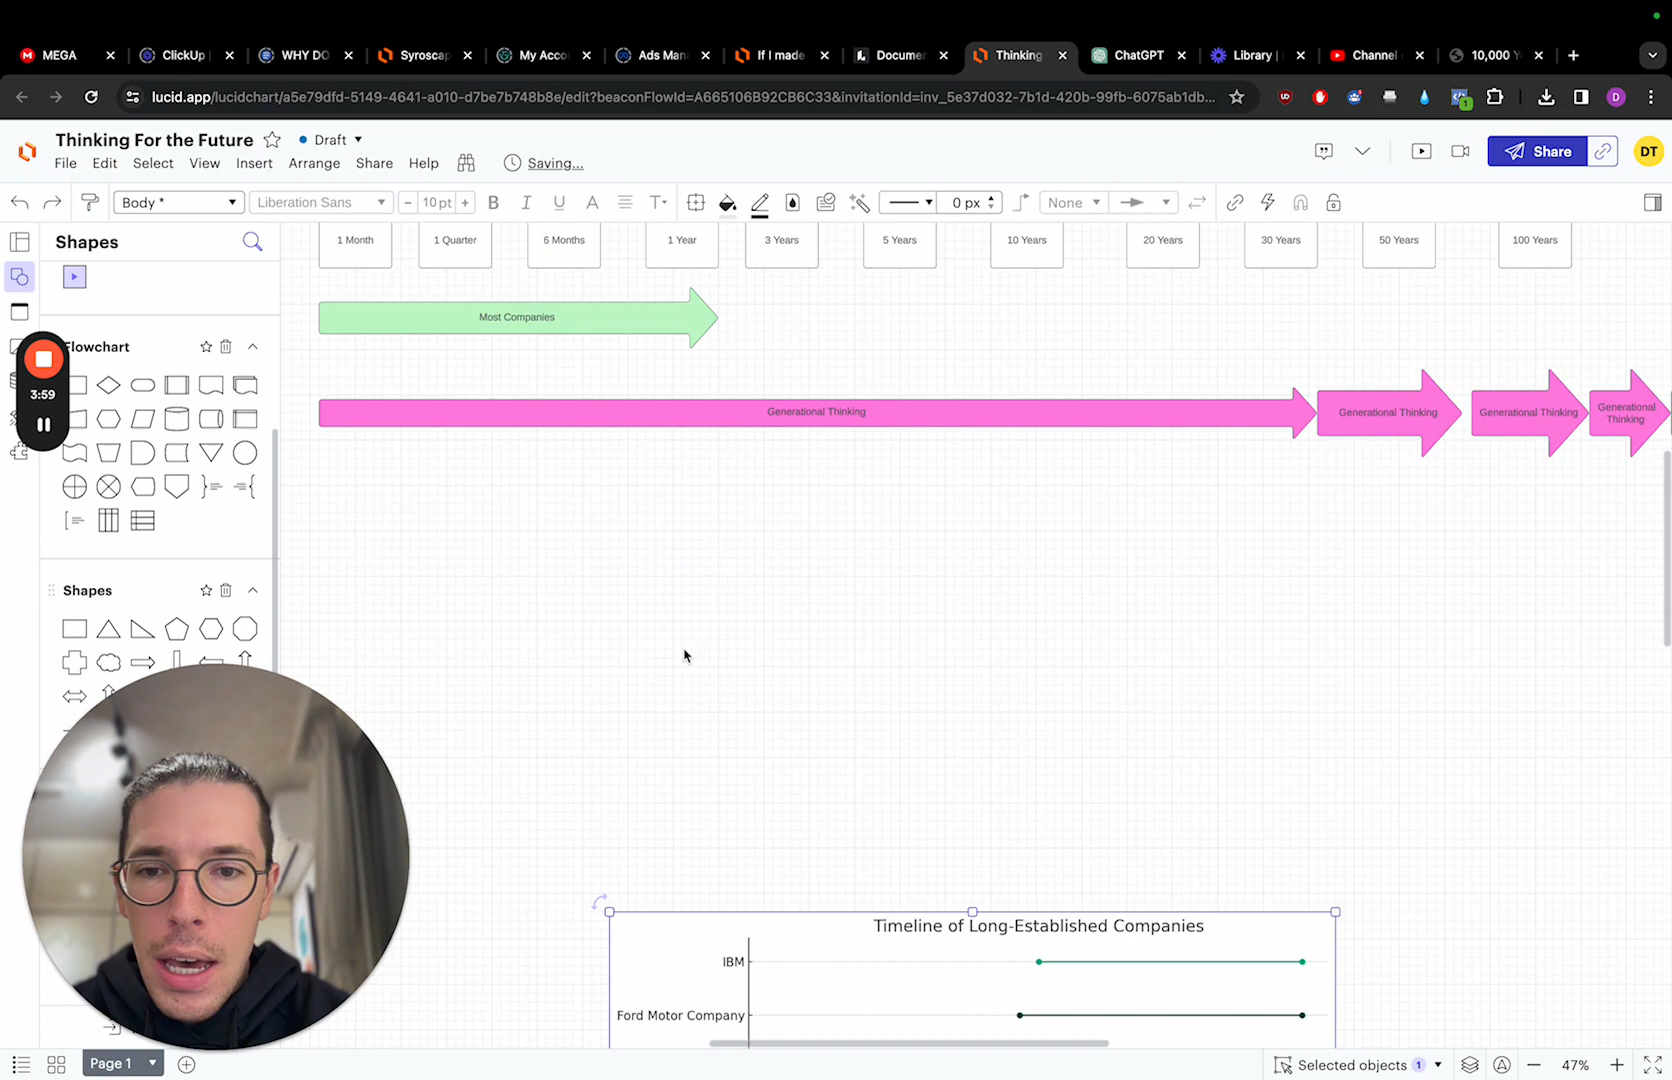 MEGA
ClickUp
WHY DO
Syroscap
My Acco
Ads Man
If I made
Docume
Thinking
ChatGPT
Library |
Channel
10,000 Y
lucid.app/lucidchart/a5e79dfd-5149-4641-a010-d7be7b748b8e/edit?beaconFlowId=A665106B92CB6C33&invitationId=inv_5e37d032-7b1d-420b-99fb-6075ab1db...
1
D
Thinking For the Future
Draft
File Edit Select View Insert Arrange Share Help
Saving...
Share
DT
Body *
Liberation Sans
10 pt
B I U A T
0 px
None
Shapes
1 Month
1 Quarter
6 Months
1 Year
3 Years
5 Years
10 Years
20 Years
30 Years
50 Years
100 Years
Most Companies
Flowchart
3:59
Generational Thinking
Generational Thinking
Generational Thinking
Generational
Thinking
Shapes
Timeline of Long-Established Companies
IBM
Ford Motor Company
Page 1
Selected objects 1
47%